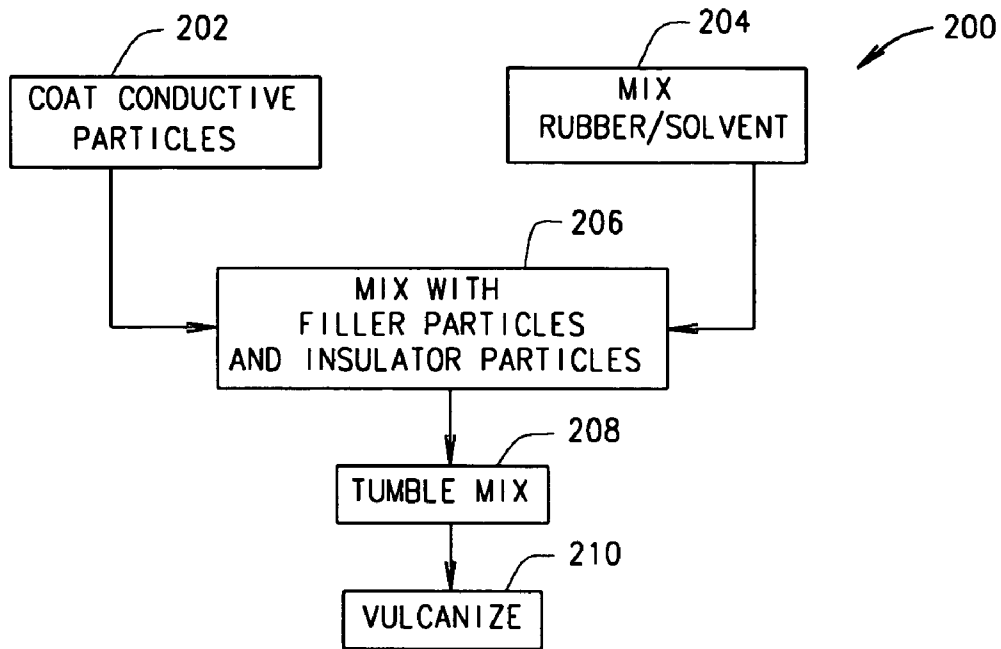 202
204
200
COAT CONDUCTIVE
PARTICLES
MIX
RUBBER/SOLVENT
206
MIX WITH
FILLER PARTICLES
AND INSULATOR PARTICLES
208
TUMBLE MIX
210
VULCANIZE